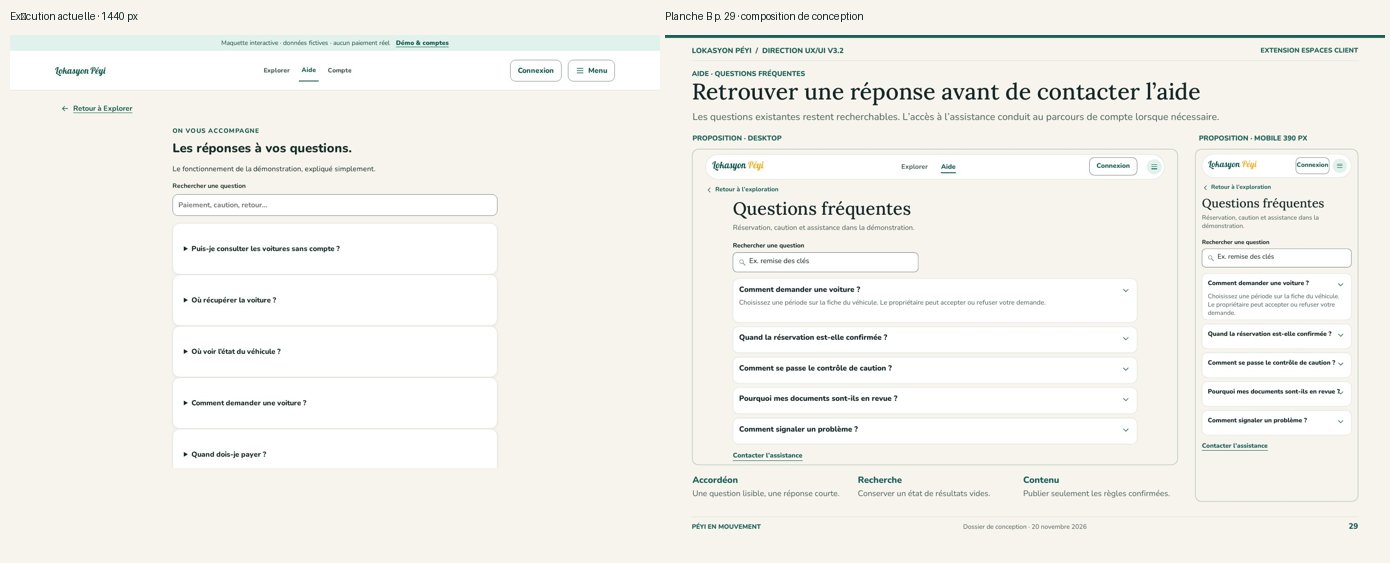 Exécution actuelle · 1440 px
Maquette interactive · données fictives · aucun paiement réel Démo & comptes
Lokasyon Péyi
Explorer Aide Compte
Connexion
Menu
Retour à Explorer
ON VOUS ACCOMPAGNE
Les réponses à vos questions.
Le fonctionnement de la démonstration, expliqué simplement.
Rechercher une question
Paiement, caution, retour...
Puis-je consulter les voitures sans compte ?
Où récupérer la voiture ?
Où voir l'état du véhicule ?
Comment demander une voiture ?
Quand dois-je payer ?
Planche B p. 29 · composition de conception
LOKASYON PÉYI / DIRECTION UX/UI V3.2
EXTENSION ESPACES CLIENT
AIDE · QUESTIONS FRÉQUENTES
Retrouver une réponse avant de contacter l'aide
Les questions existantes restent recherchables. L'accès à l'assistance conduit au parcours de compte lorsque nécessaire.
PROPOSITION · DESKTOP
Lokasyon Péyi
Explorer Aide
Connexion
Retour à l'exploration
Questions fréquentes
Réservation, caution et assistance dans la démonstration.
Rechercher une question
Ex. remise des clés
Comment demander une voiture ?
Choisissez une période sur la fiche du véhicule. Le propriétaire peut accepter ou refuser votre demande.
Quand la réservation est-elle confirmée ?
Comment se passe le contrôle de caution ?
Pourquoi mes documents sont-ils en revue ?
Comment signaler un problème ?
Contacter l'assistance
PROPOSITION · MOBILE 390 PX
Lokasyon Péyi
Connexion
Retour à l'exploration
Questions fréquentes
Réservation, caution et assistance dans la
démonstration.
Rechercher une question
Ex. remise des clés
Comment demander une voiture ?
Choisissez une période sur la fiche du véhicule.
Le propriétaire peut accepter ou refuser votre
demande.
Quand la réservation est-elle confirmée ?
Comment se passe le contrôle de caution ?
Pourquoi mes documents sont-ils en revue ?
Comment signaler un problème ?
Contacter l'assistance
Accordéon
Une question lisible, une réponse courte.
Recherche
Conserver un état de résultats vides.
Contenu
Publier seulement les règles confirmées.
PÉYI EN MOUVEMENT
Dossier de conception · 20 novembre 2026
29